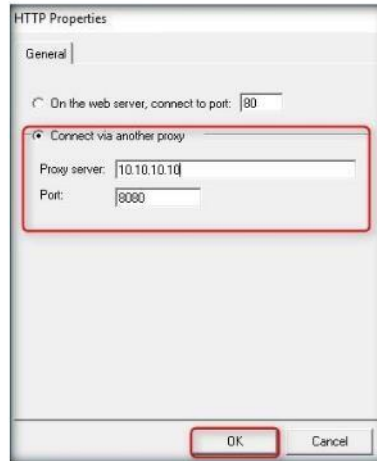 HTTP Properties
General
On the web server, connect to port: 80
Connect via another proxy
Proxy server: 10.10.10.10
Port: 8080
OK Cancel